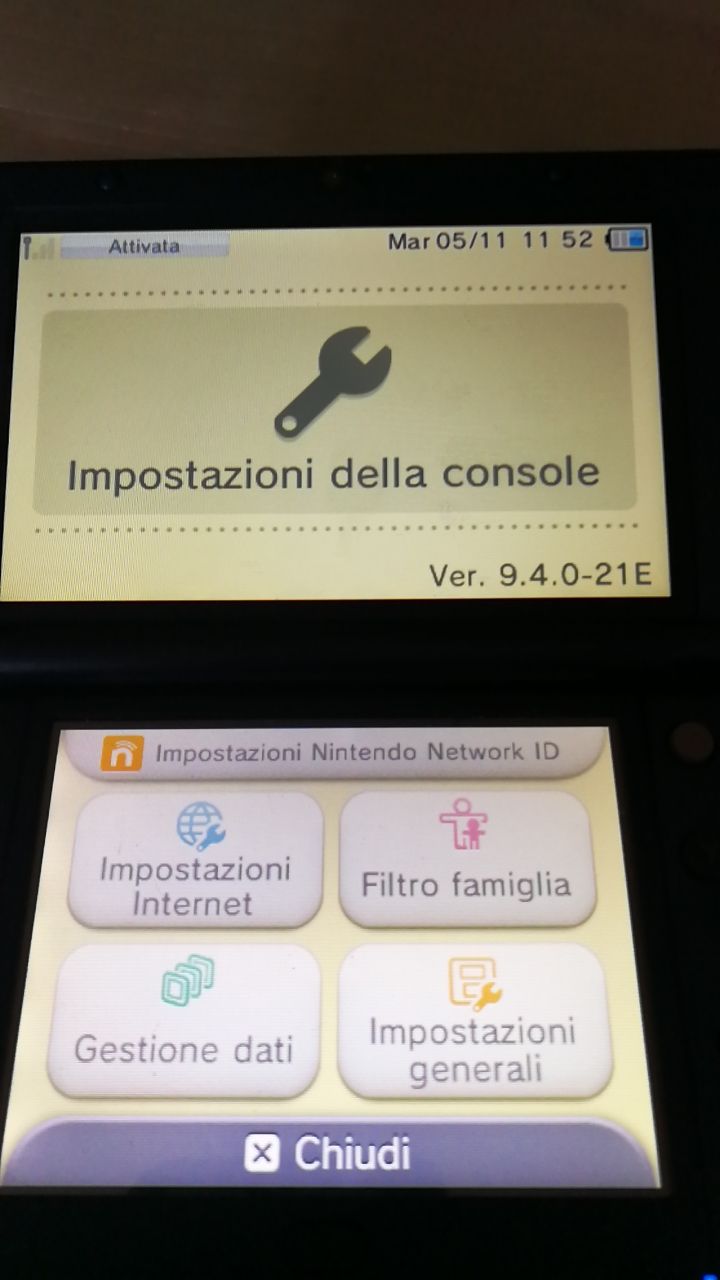 Attivata
Mar 05/11 11 52
Impostazioni della console
Ver. 9.4.0-21E
n Impostazioni Nintendo Network ID
Impostazioni
Internet
Filtro famiglia
Gestione dati
Impostazioni
generali
X Chiudi